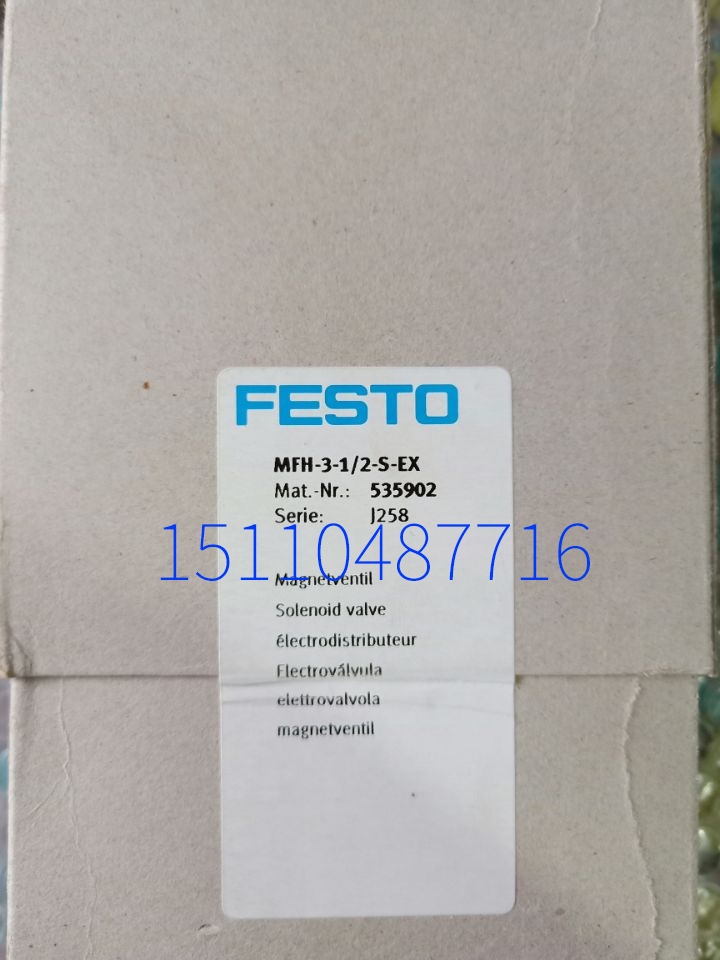 FESTO
MFH-3-1/2-S-EX
Mat.-Nr.: 535902
Serie: J258
15110487716
Magnetventil
Solenoid valve
électrodistributeur
Electroválvula
elettrovalvola
magnetventil